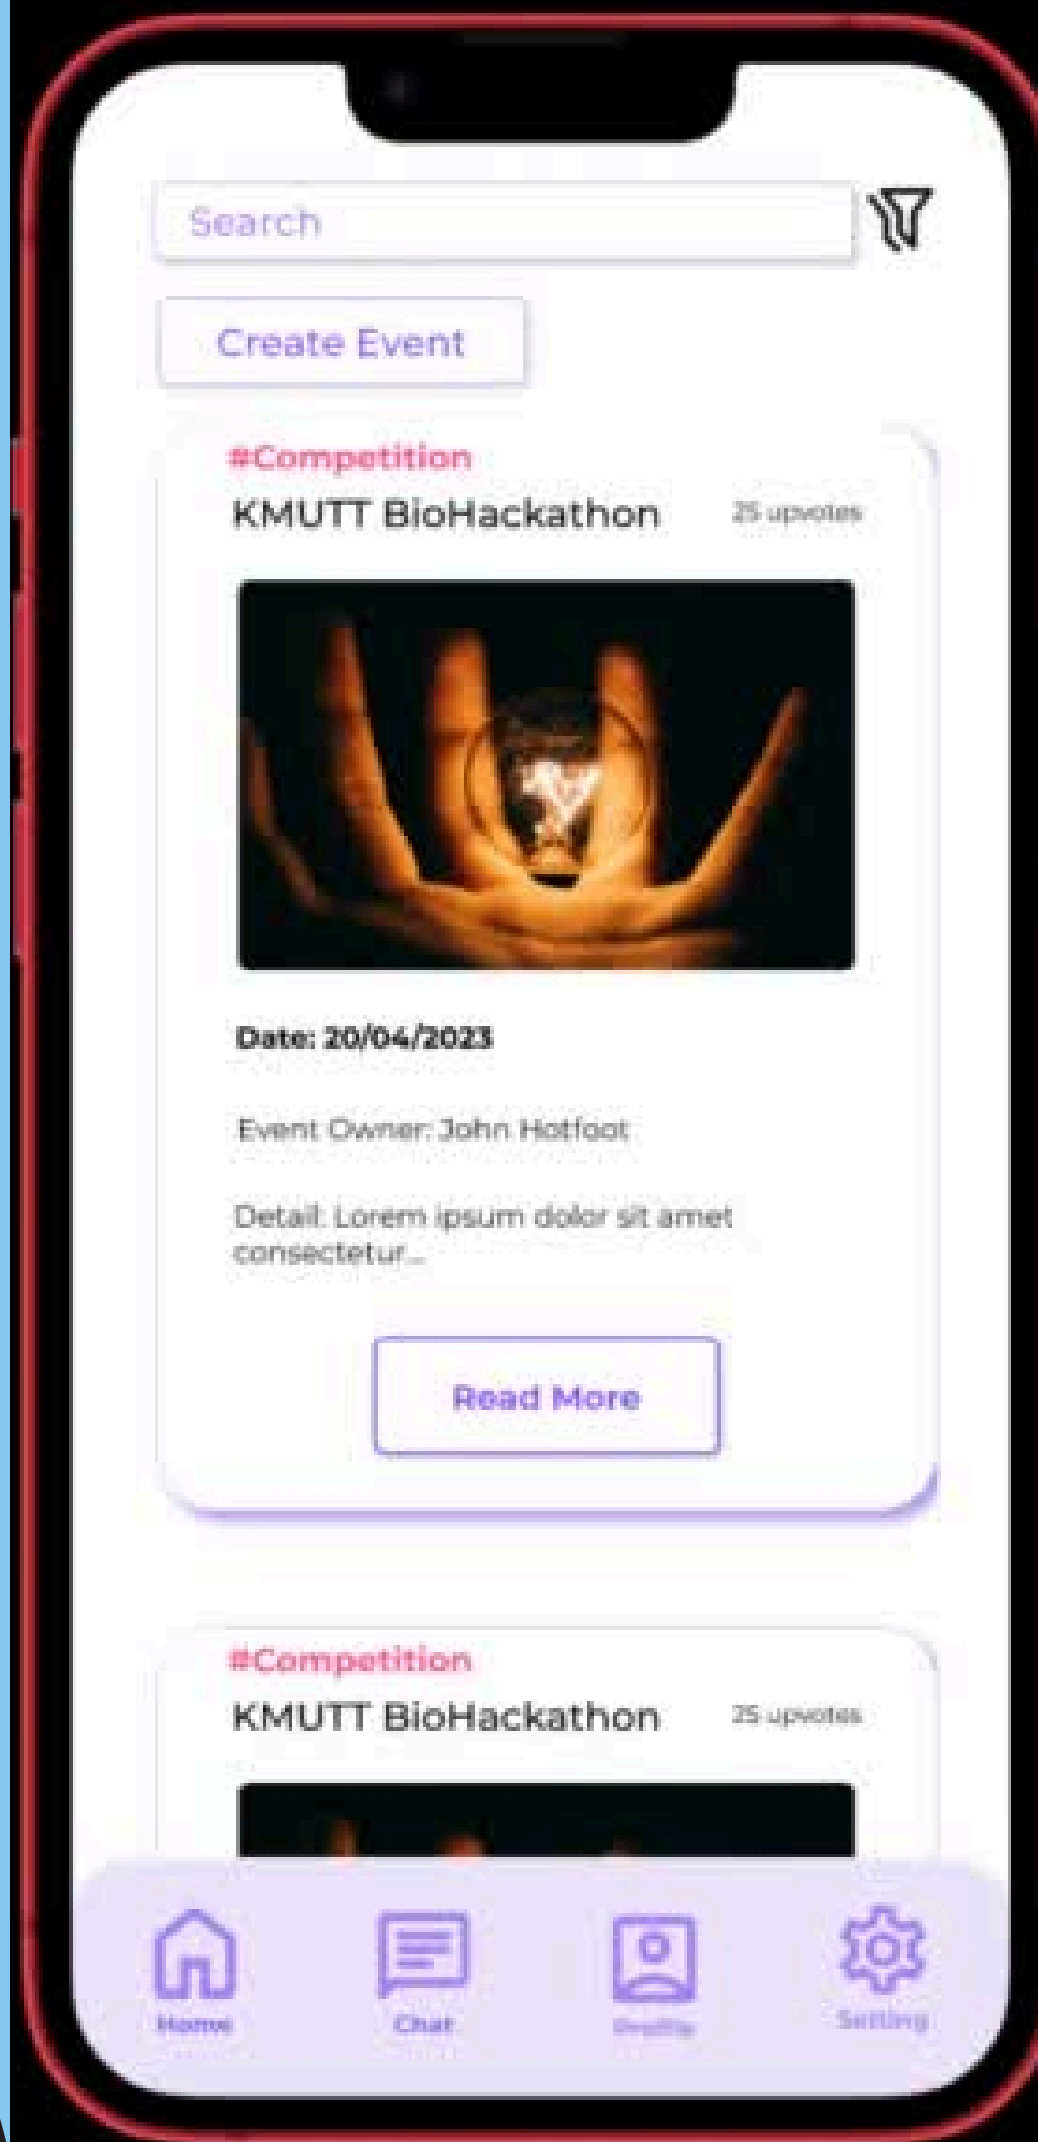 Search
Create Event
#Competition
KMUTT BioHackathon
25 upvotes
Date: 20/04/2023
Event Owner: John Hotfoot
Detail: Lorem ipsum dolor sit amet
consectetur...
Read More
#Competition
KMUTT BioHackathon
25 upvotes
Home
Chat
Profile
Setting